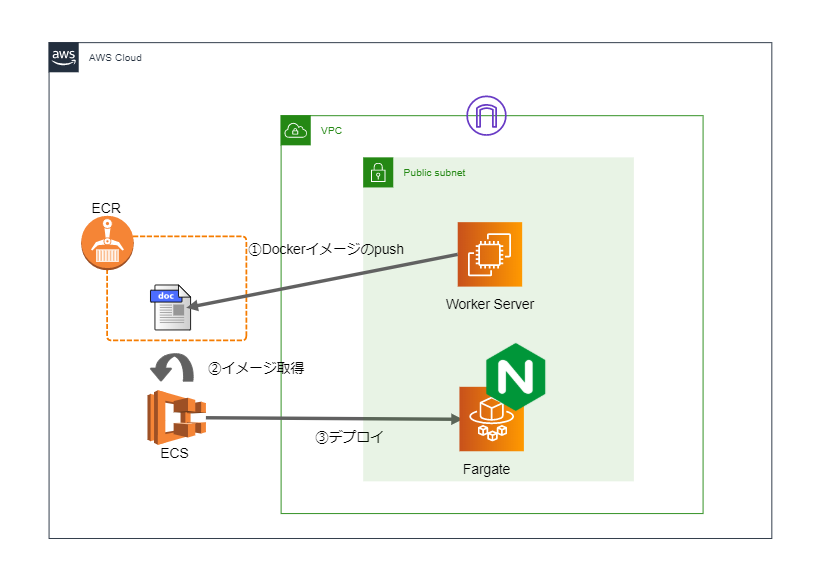 aws
AWS Cloud
VPC
Public subnet
ECR
①Dockerイメージのpush
doc
Worker Server
②イメージ取得
N
③デプロイ
ECS
Fargate